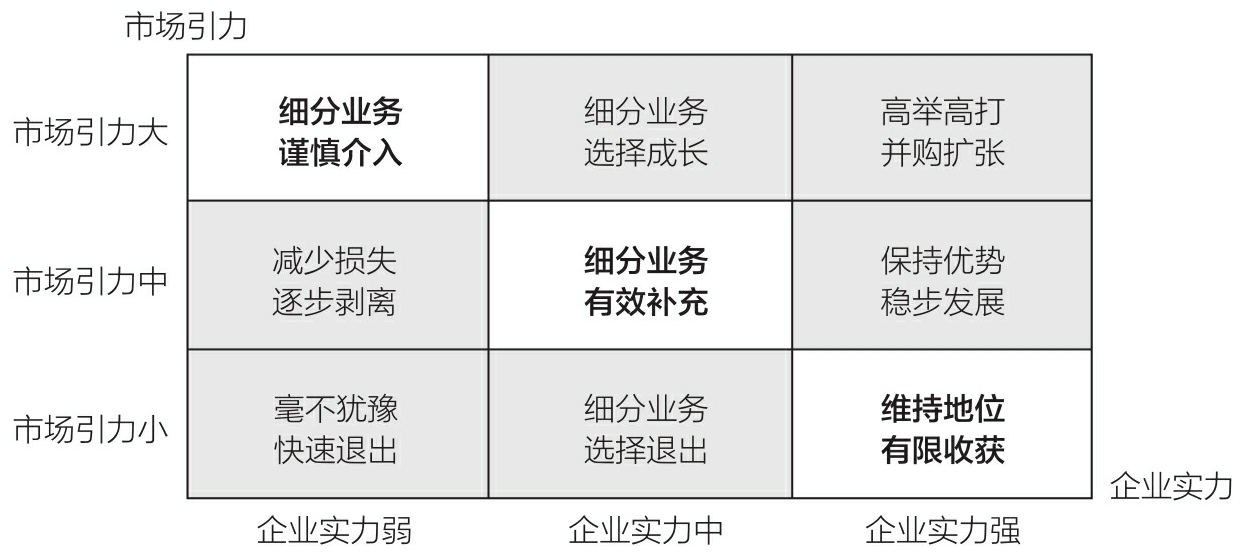 市场引力
市场引力大
细分业务
谨慎介入
细分业务
选择成长
高举高打
并购扩张
市场引力中
减少损失
逐步剥离
细分业务
有效补充
保持优势
稳步发展
市场引力小
毫不犹豫
快速退出
细分业务
选择退出
维持地位
有限收获
企业实力
企业实力弱
企业实力中
企业实力强